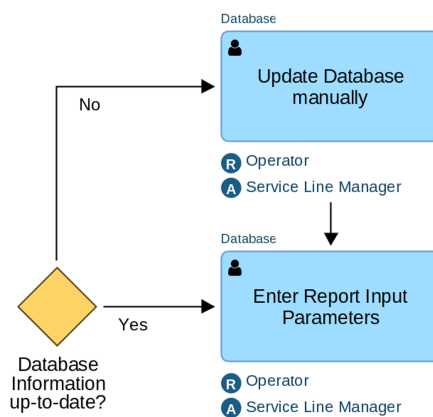 Database
Update Database
manually
No
R Operator
A Service Line Manager
Database
Enter Report Input
Parameters
Yes
Database
Information
up-to-date?
R Operator
A Service Line Manager